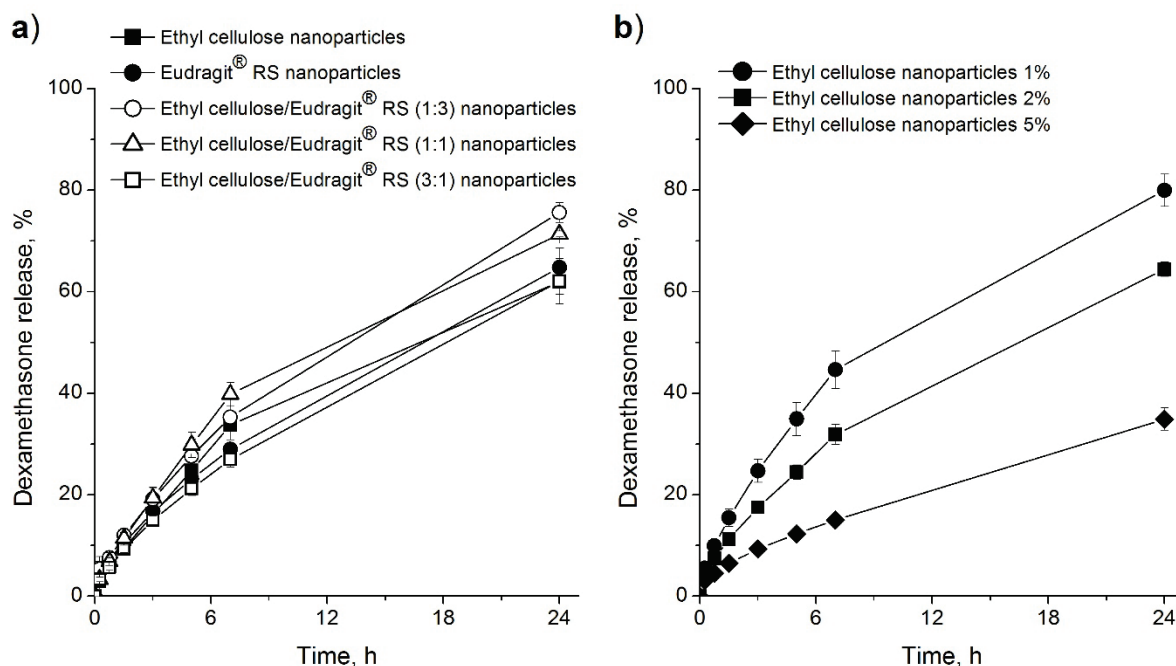 a)
Ethyl cellulose nanoparticles
Eudragit® RS nanoparticles
Ethyl cellulose/Eudragit® RS (1:3) nanoparticles
Ethyl cellulose/Eudragit® RS (1:1) nanoparticles
Ethyl cellulose/Eudragit® RS (3:1) nanoparticles
Dexamethasone release, %
100
80
60
40
20
0
0 6 12 18 24
Time, h
b)
Ethyl cellulose nanoparticles 1%
Ethyl cellulose nanoparticles 2%
Ethyl cellulose nanoparticles 5%
Dexamethasone release, %
100
80
60
40
20
0
0 6 12 18 24
Time, h